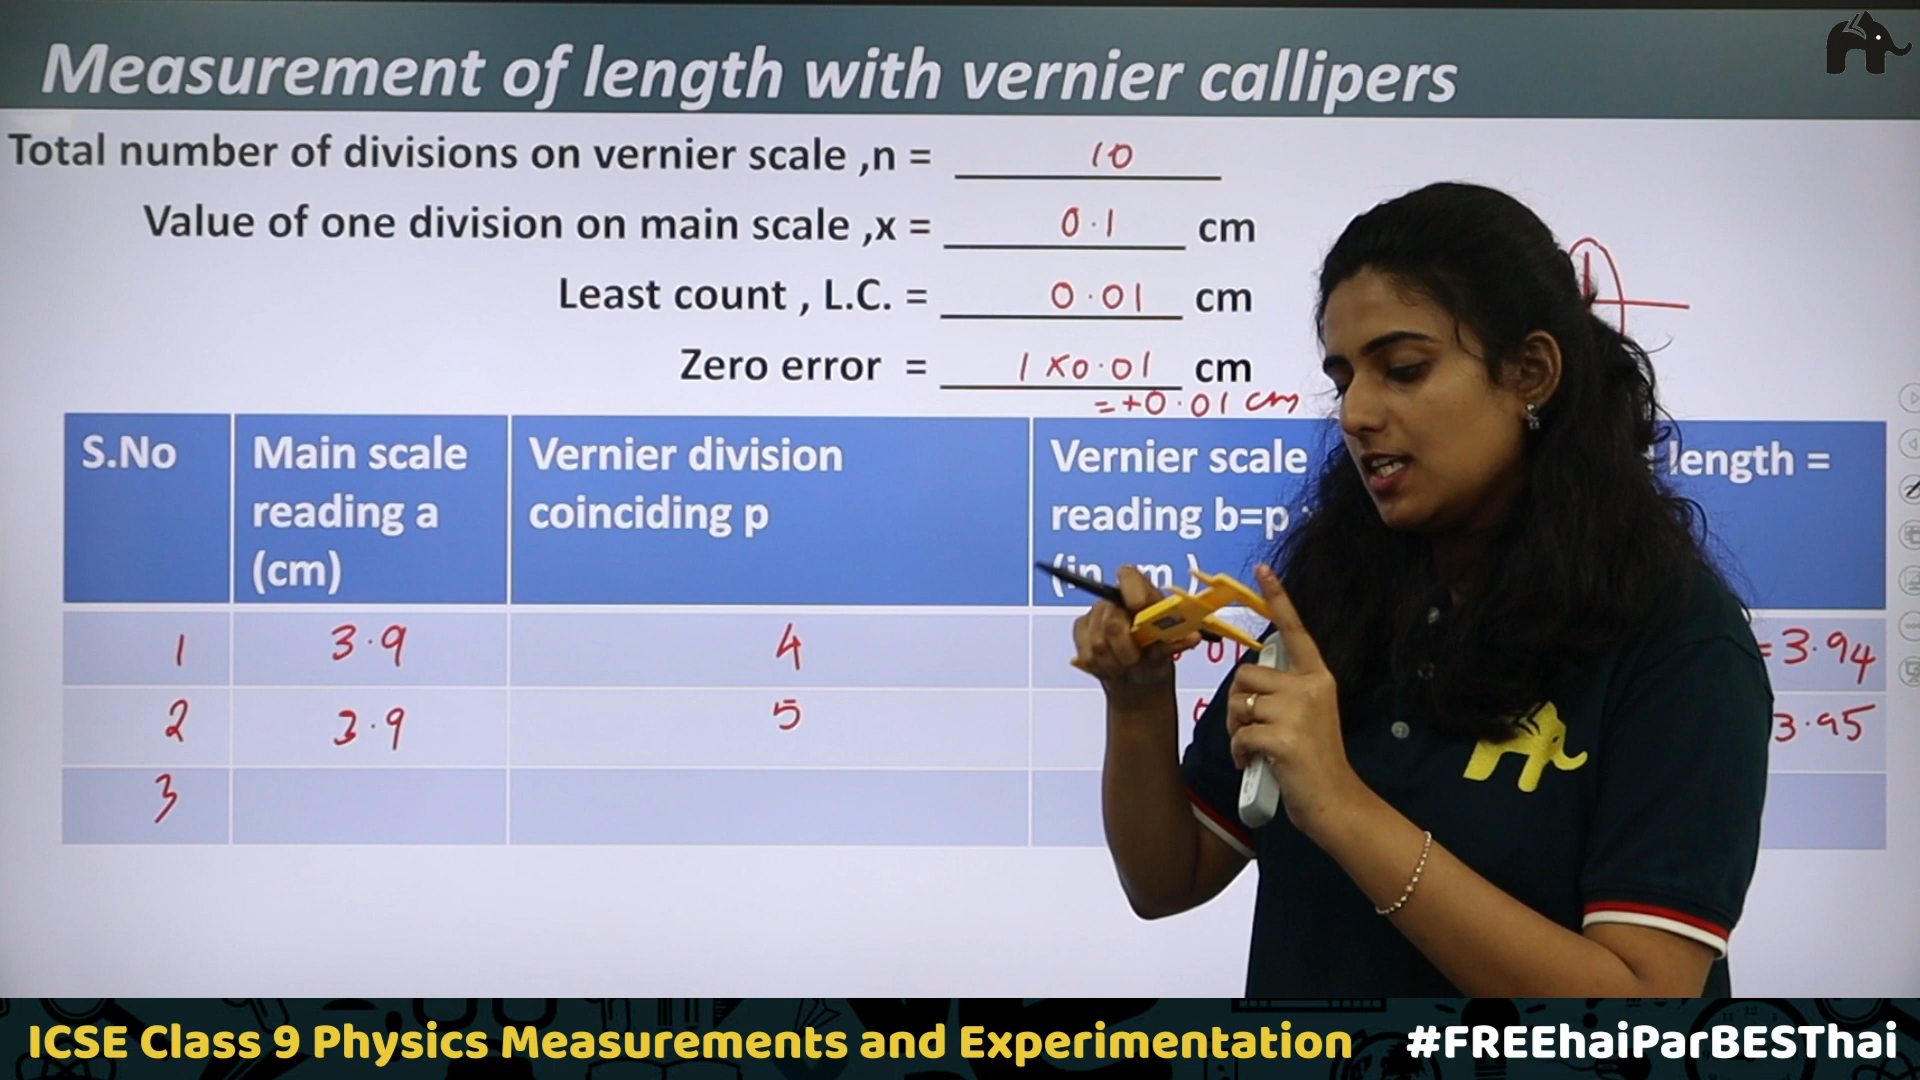 Measurement of length with vernier callipers
Total number of divisions on vernier scale ,n = 10
Value of one division on main scale ,x = 0.1 cm
Least count , L.C. = 0.01 cm
Zero error = 1 x0.01 cm
= +0.01 cm
S.No Main scale reading a (cm) Vernier division coinciding p Vernier scale reading b=p length =
1 3.9 4 = 3.94
2 3.9 5 3.95
3
ICSE Class 9 Physics Measurements and Experimentation #FREEhaiParBESThai